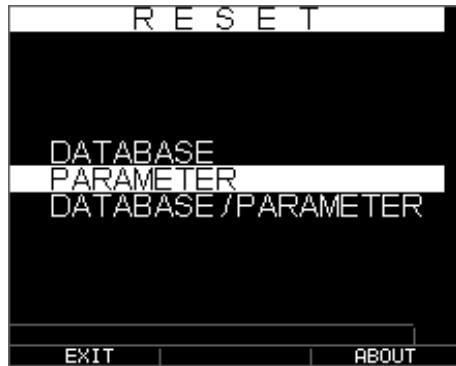 R E S E T
DATABASE
PARAMETER
DATABASE/PARAMETER
EXIT ABOUT